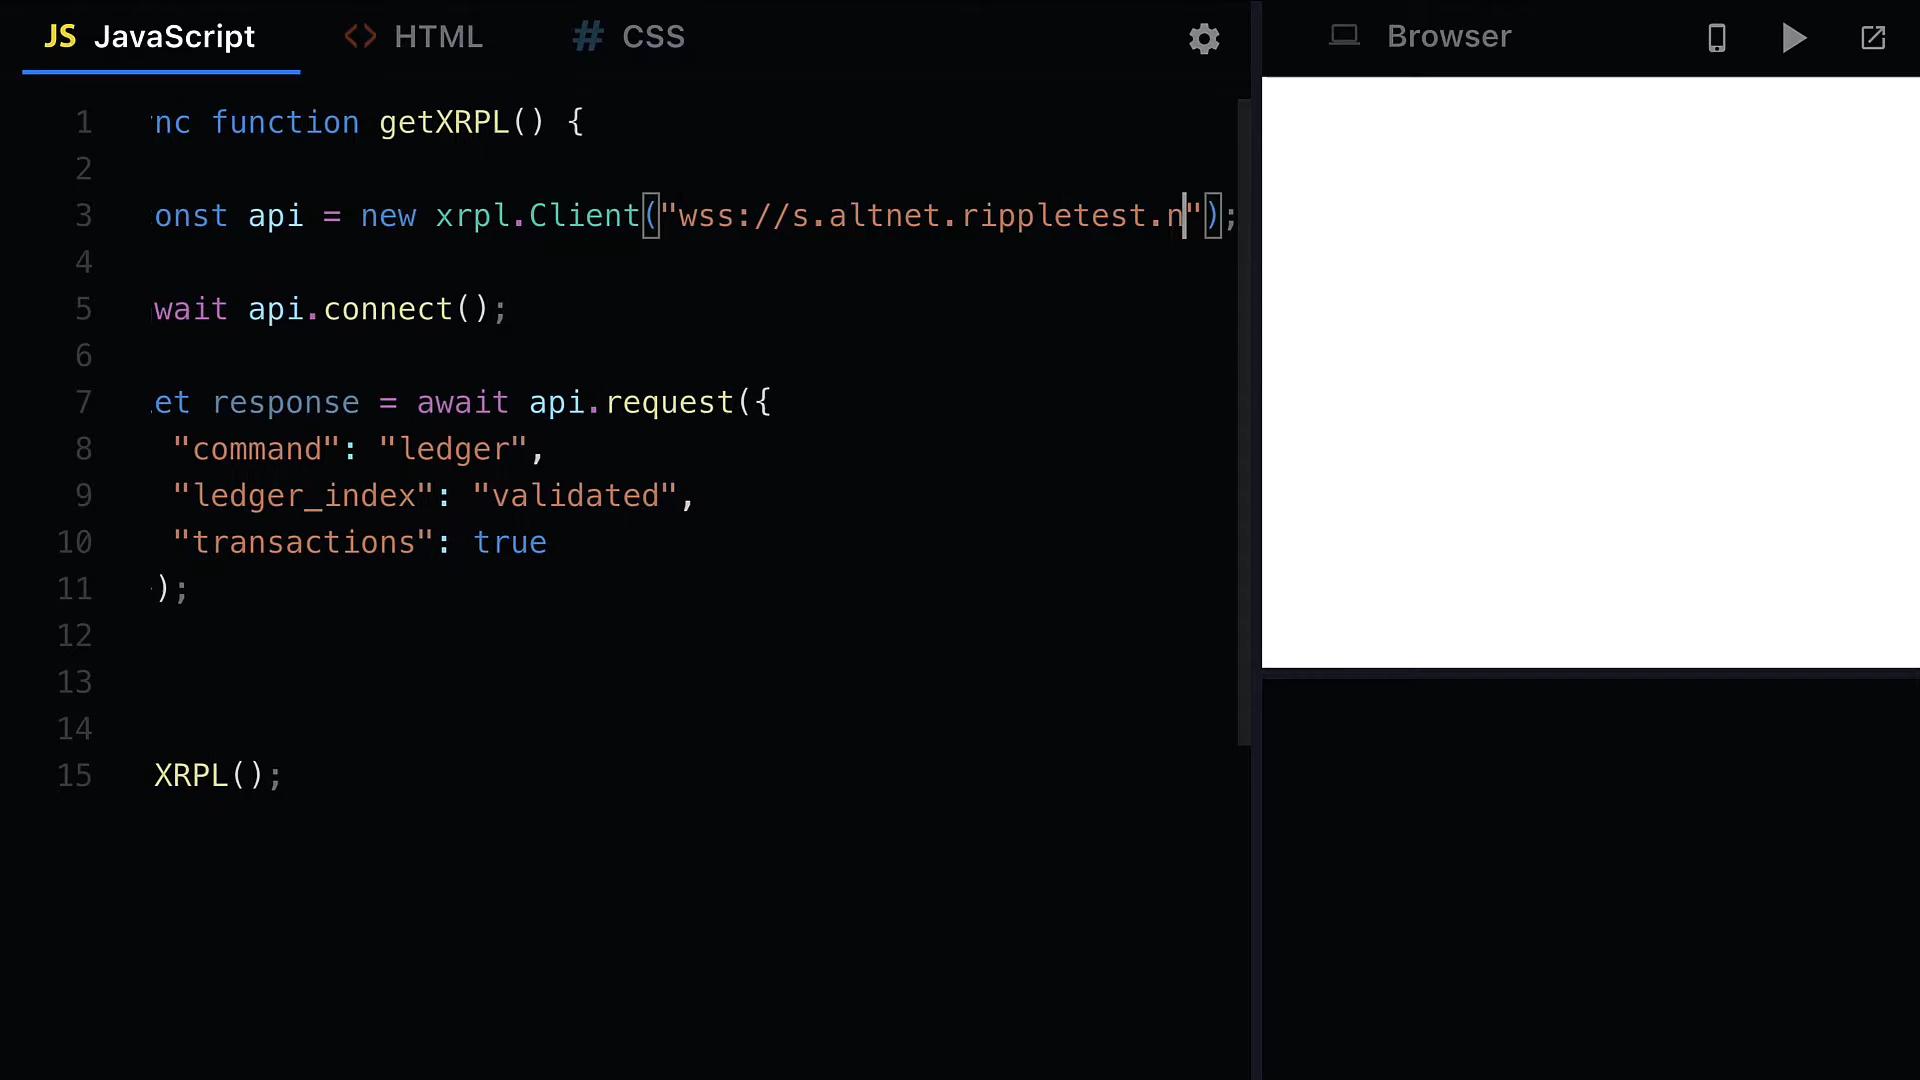 JS JavaScript <> HTML # CSS Browser
1 nc function getXRPL() {
2
3 onst api = new xrpl.Client("wss://s.altnet.rippletest.n");
4
5 wait api.connect();
6
7 et response = await api.request({
8 "command": "ledger",
9 "ledger_index": "validated",
10 "transactions": true
11 );
12
13
14
15 XRPL();